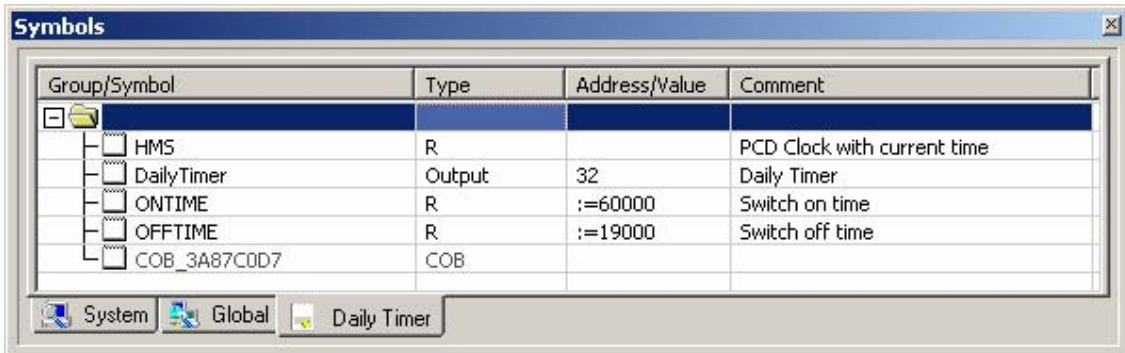 Symbols
Group/Symbol Type Address/Value Comment
HMS R PCD Clock with current time
DailyTimer Output 32 Daily Timer
ONTIME R :=60000 Switch on time
OFFTIME R :=19000 Switch off time
COB_3A87C0D7 COB
System Global Daily Timer